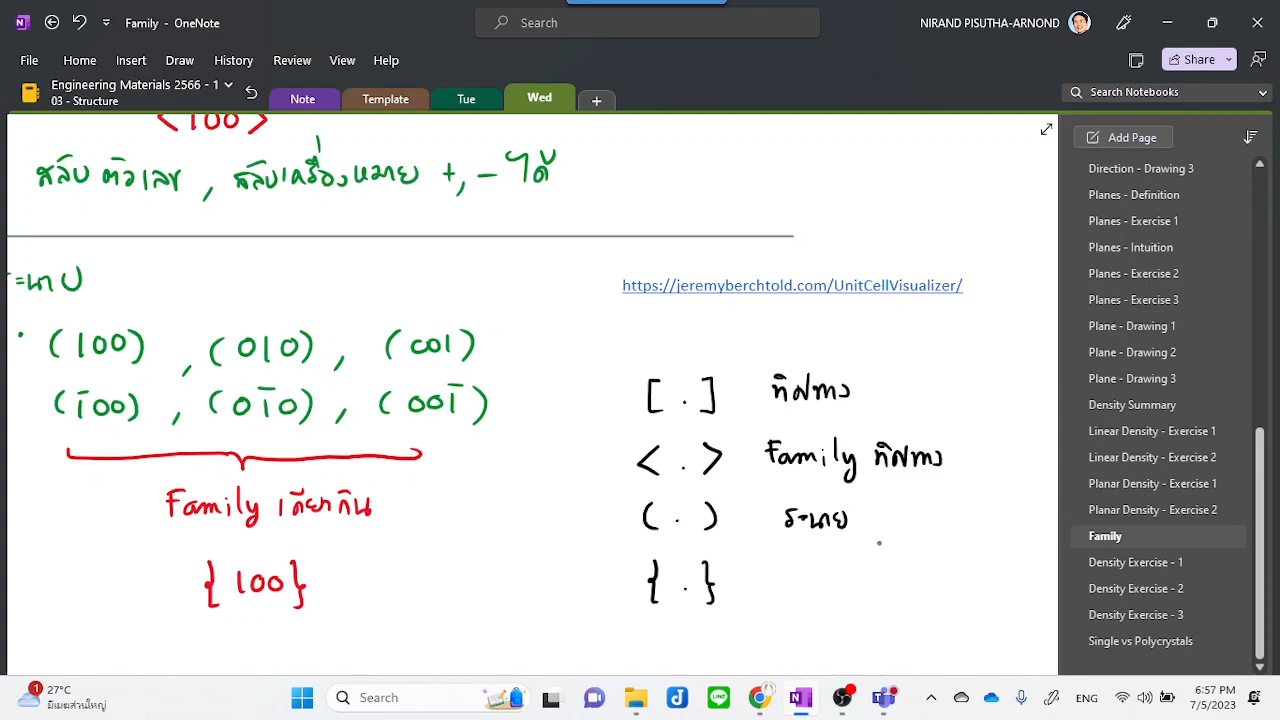 Search
NIRAND PISUTHA-ARNOND
File Home Insert Draw History Review View Help
Share
Engineering Materials 2566 - 1
03 - Structure
Note Template Tue Wed
Search Notebooks
Add Page
<100>
สลับ ตัวเลข , สลับเครื่องหมาย +, - ได้
https://jeremyberchtold.com/UnitCellVisualizer/
(100) , (010) , (001)
(1̅00) , (01̅0) , (001̅)
Family เดียวกัน
{100}
[ . ] ทิศทาง
< . > Family ทิศทาง
( . ) ระนาบ
{ . }
Direction - Drawing 3
Planes - Definition
Planes - Exercise 1
Planes - Intuition
Planes - Exercise 2
Planes - Exercise 3
Plane - Drawing 1
Plane - Drawing 2
Plane - Drawing 3
Density Summary
Linear Density - Exercise 1
Linear Density - Exercise 2
Planar Density - Exercise 1
Planar Density - Exercise 2
Family
Density Exercise - 1
Density Exercise - 2
Density Exercise - 3
Single vs Polycrystals
1
27°C
Search
ENG
6:57 PM
7/5/2023